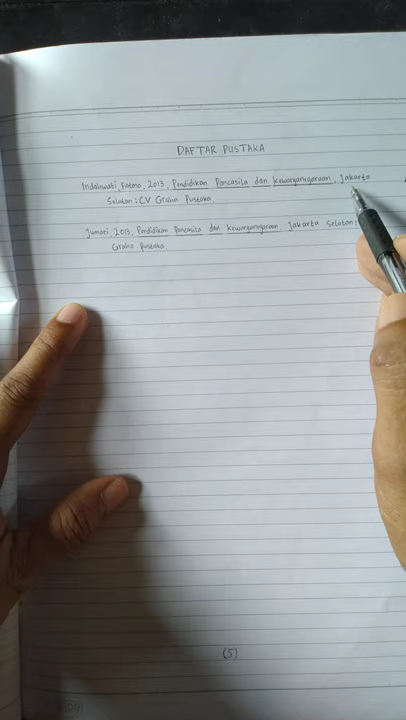 DAFTAR PUSTAKA
Indahwati, Fatma, 2013, Pendidikan Pancasila dan Kewarganegaraan, Jakarta
Selatan : CV Graha Pustaka,
Jumari 2013, Pendidikan Pancasila dan Kewarganegaraan Jakarta Selatan :
Graha Pustaka
(5)